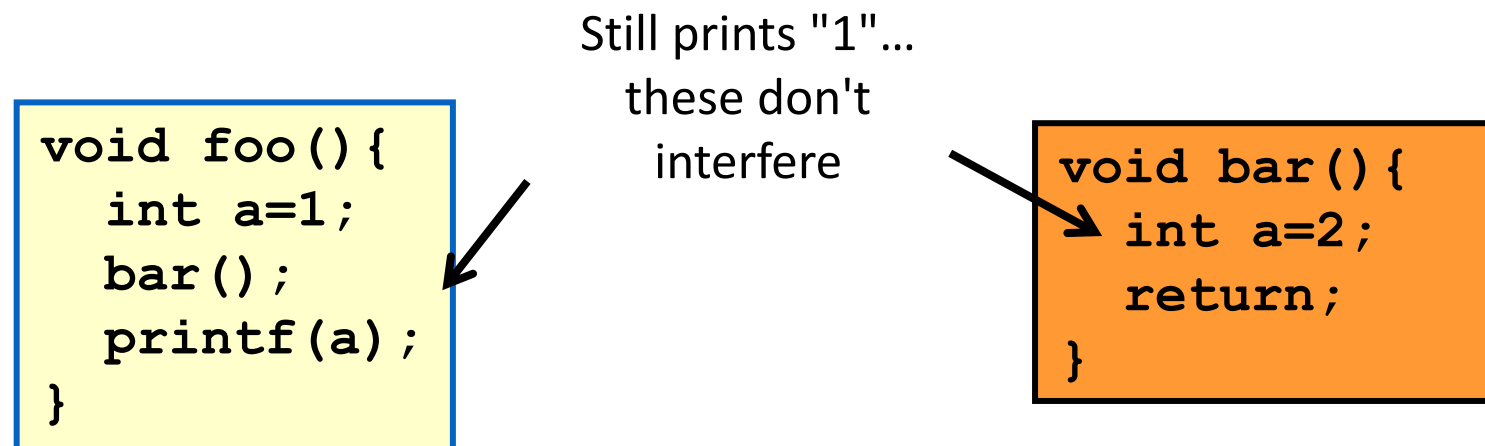 Still prints "1"…
these don't
interfere
void foo(){
int a=1;
bar();
printf(a);
}
void bar(){
int a=2;
return;
}